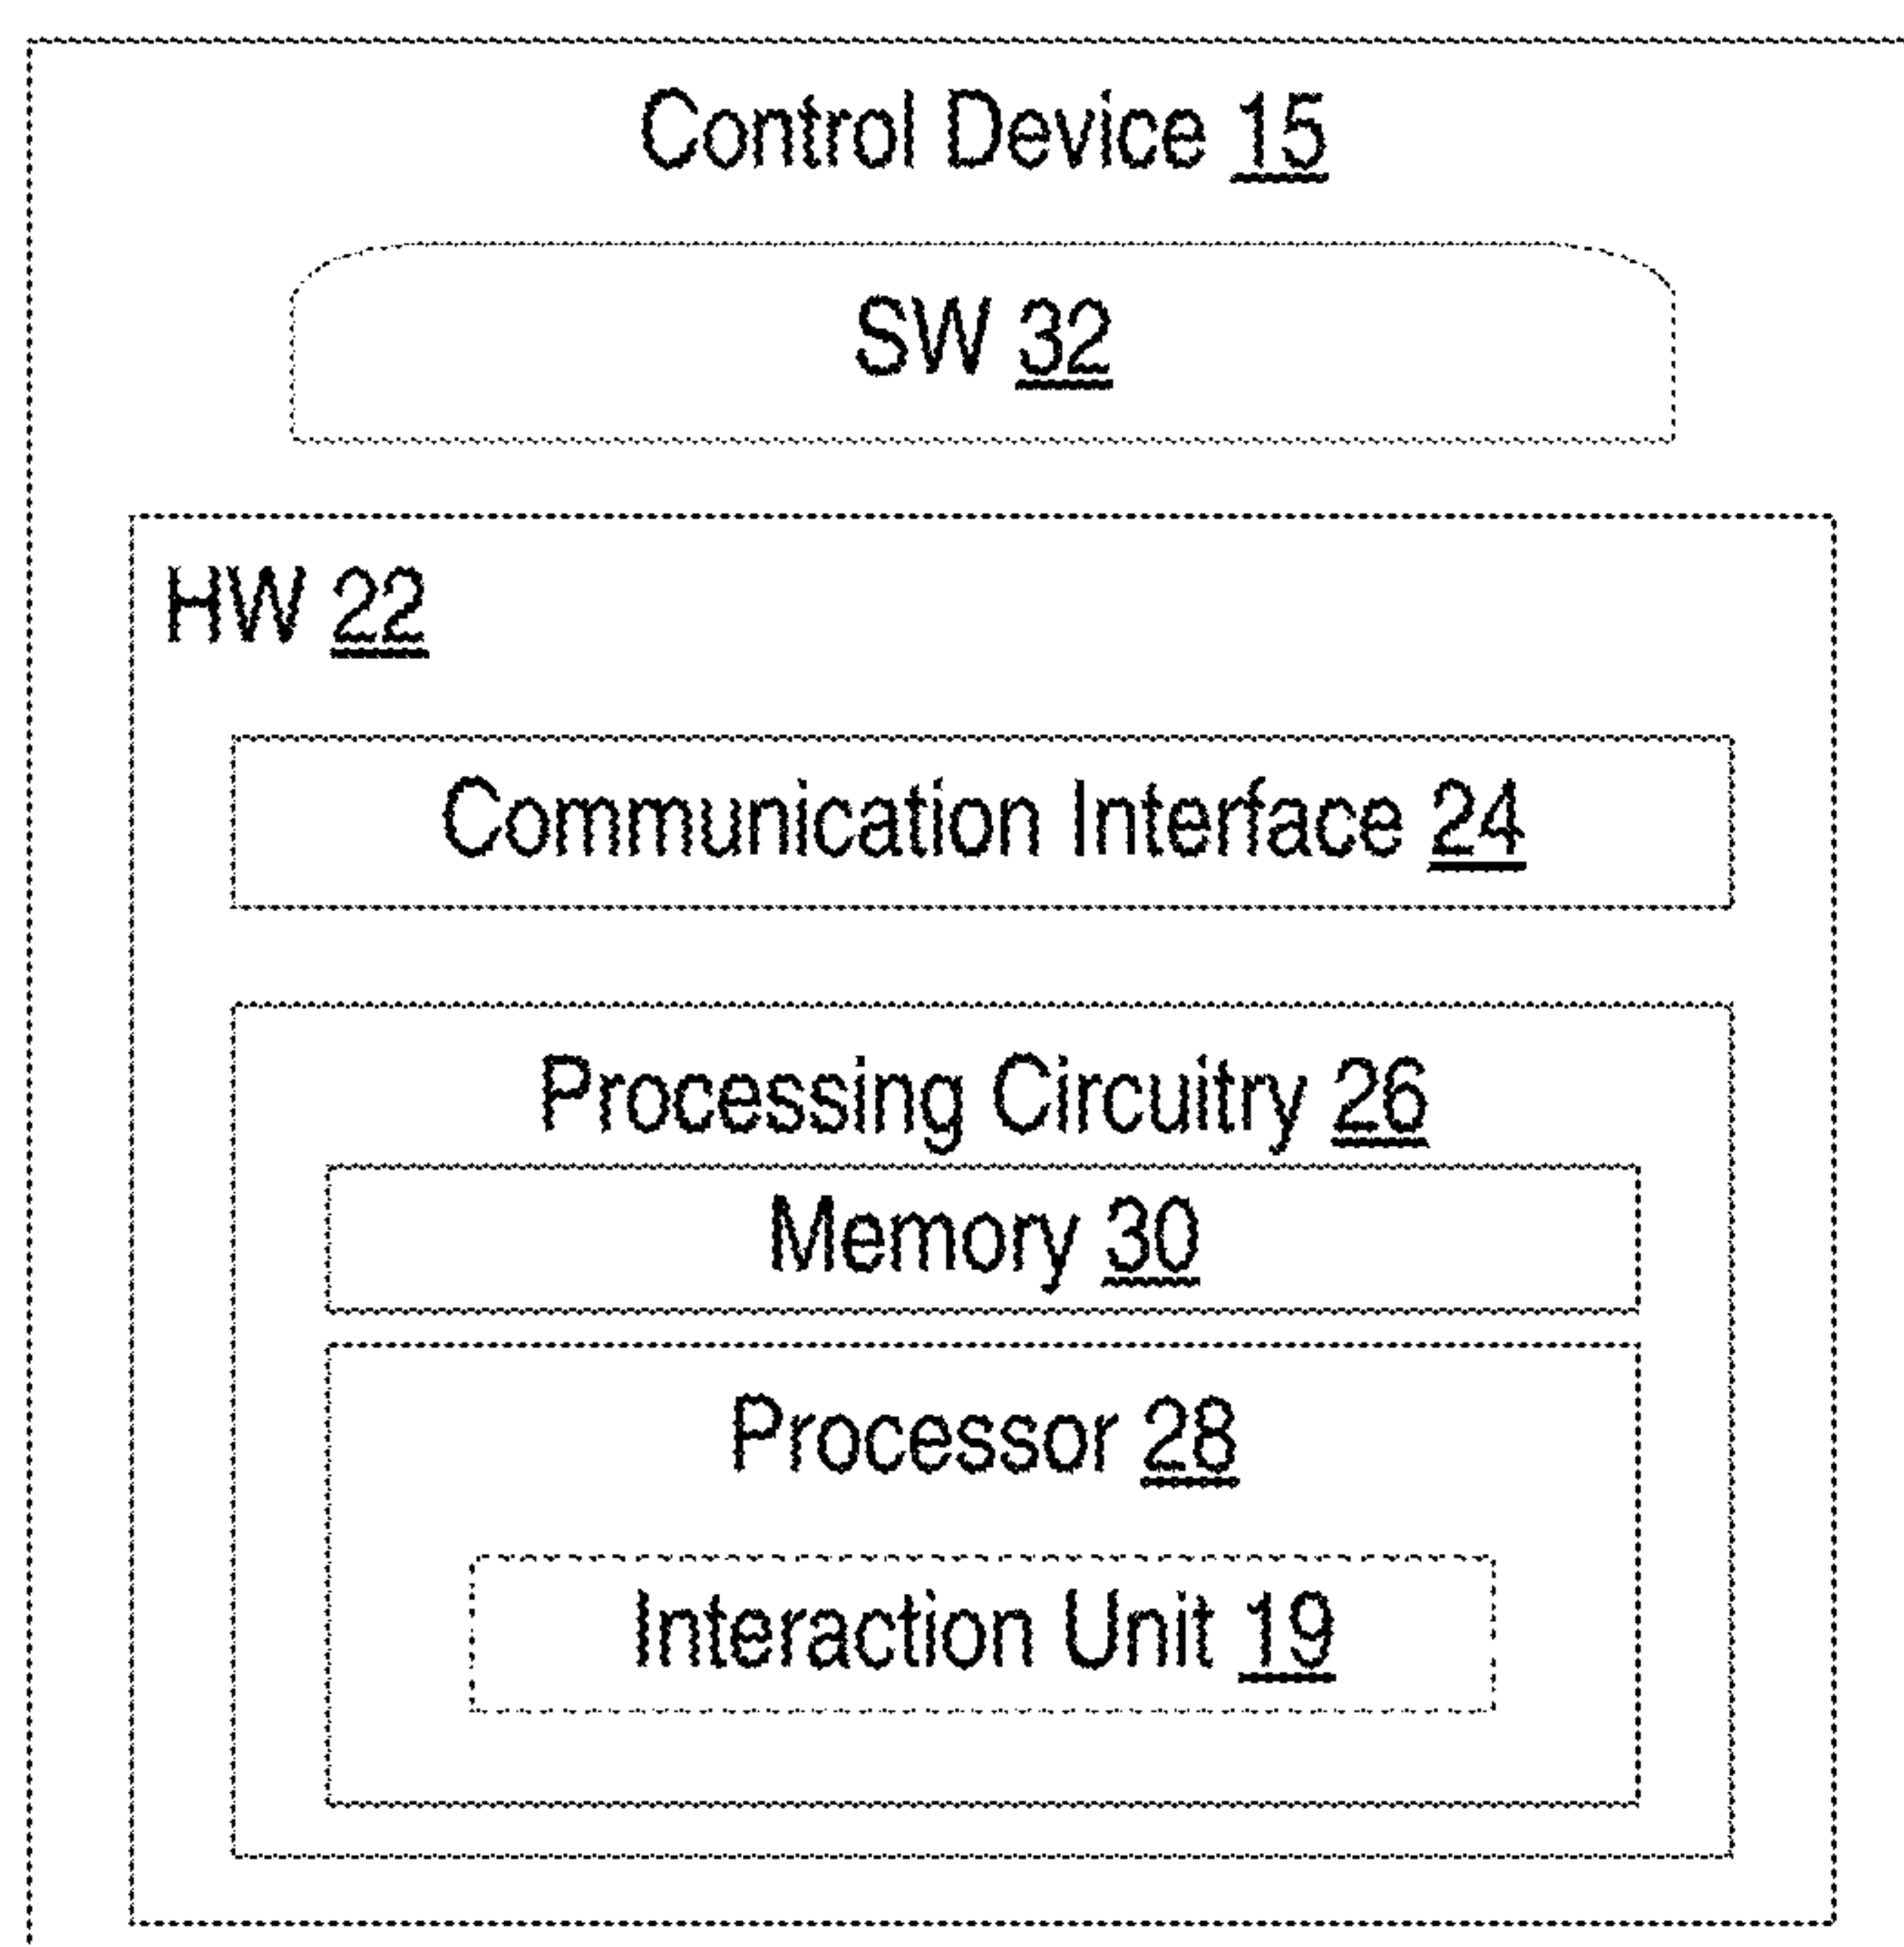 Control Device 15
SW 32
HW 22
Communication Interface 24
Processing Circuitry 26
Memory 30
Processor 28
Interaction Unit 19